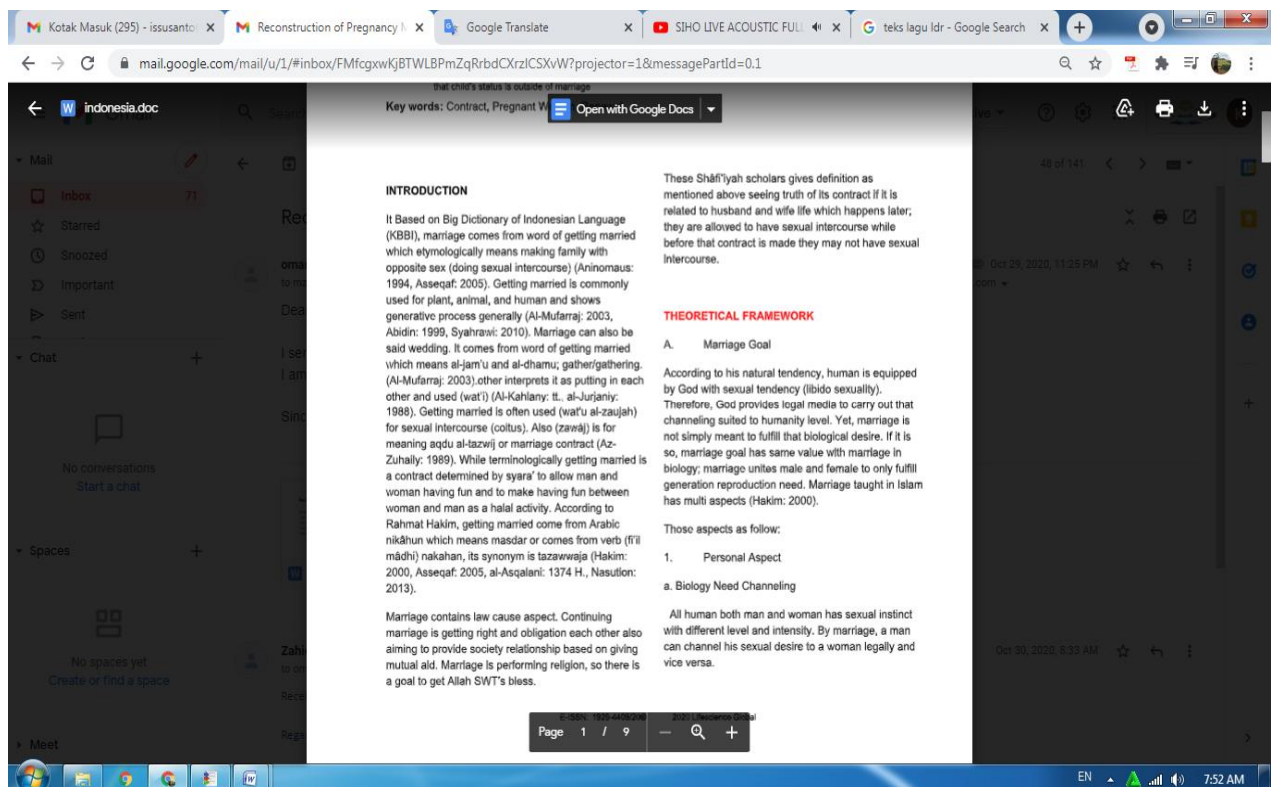 Kotak Masuk (295) - issusanto
Reconstruction of Pregnancy M
Google Translate
SIHO LIVE ACOUSTIC FULL
teks lagu ldr - Google Search
mail.google.com/mail/u/1/#inbox/FMfcgxwKjBTWLBPmZqRrbdCXrzICSXvW?projector=1&messagePartId=0.1
indonesia.doc
Open with Google Docs
that child's status is outside of marriage
Key words: Contract, Pregnant W
INTRODUCTION
It Based on Big Dictionary of Indonesian Language
(KBBI), marriage comes from word of getting married
which etymologically means making family with
opposite sex (doing sexual intercourse) (Aninomaus:
1994, Asseqaf: 2005). Getting married is commonly
used for plant, animal, and human and shows
generative process generally (Al-Mufarraj: 2003,
Abidin: 1999, Syahrawi: 2010). Marriage can also be
said wedding. It comes from word of getting married
which means al-jam'u and al-dhamu; gather/gathering.
(Al-Mufarraj: 2003).other interprets it as putting in each
other and used (wat'i) (Al-Kahlany: tt., al-Jurjaniy:
1988). Getting married is often used (wat'u al-zaujah)
for sexual intercourse (coitus). Also (zawâj) is for
meaning aqdu al-tazwij or marriage contract (Az-
Zuhaily: 1989). While terminologically getting married is
a contract determined by syara' to allow man and
woman having fun and to make having fun between
woman and man as a halal activity. According to
Rahmat Hakim, getting married come from Arabic
nikâhun which means masdar or comes from verb (fi'il
mâdhi) nakahan, its synonym is tazawwaja (Hakim:
2000, Asseqaf: 2005, al-Asqalani: 1374 H., Nasution:
2013).
Marriage contains law cause aspect. Continuing
marriage is getting right and obligation each other also
aiming to provide society relationship based on giving
mutual aid. Marriage is performing religion, so there is
a goal to get Allah SWT's bless.
These Shâfi'iyah scholars gives definition as
mentioned above seeing truth of its contract if it is
related to husband and wife life which happens later;
they are allowed to have sexual intercourse while
before that contract is made they may not have sexual
Intercourse.
THEORETICAL FRAMEWORK
A. Marriage Goal
According to his natural tendency, human is equipped
by God with sexual tendency (libido sexuality).
Therefore, God provides legal media to carry out that
channeling suited to humanity level. Yet, marriage is
not simply meant to fulfill that biological desire. If it is
so, marriage goal has same value with marriage in
biology; marriage unites male and female to only fulfill
generation reproduction need. Marriage taught in Islam
has multi aspects (Hakim: 2000).
Those aspects as follow:
1. Personal Aspect
a. Biology Need Channeling
All human both man and woman has sexual instinct
with different level and intensity. By marriage, a man
can channel his sexual desire to a woman legally and
vice versa.
2020 Lifescience Global
Page 1 / 9
Mail
Inbox 71
Starred
Snoozed
Important
Sent
Chat
No conversations
Start a chat
Spaces
No spaces yet
Create or find a space
Meet
48 of 141
Rec
oma
Oct 29, 2020, 11:25 PM
to
.com
Dea
I ser
I am
Sinc
Zahi
Oct 30, 2020, 8:33 AM
Rece
Rega
EN
7:52 AM